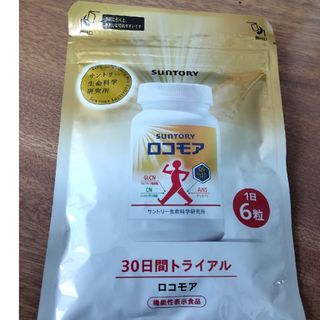 サントリー
生命科学
研究所
SUNTORY
SUNTORY
ロコモア
GLCN
CN
ANS
サントリー生命科学研究所
1日
6粒
30日間トライアル
ロコモア
機能性表示食品